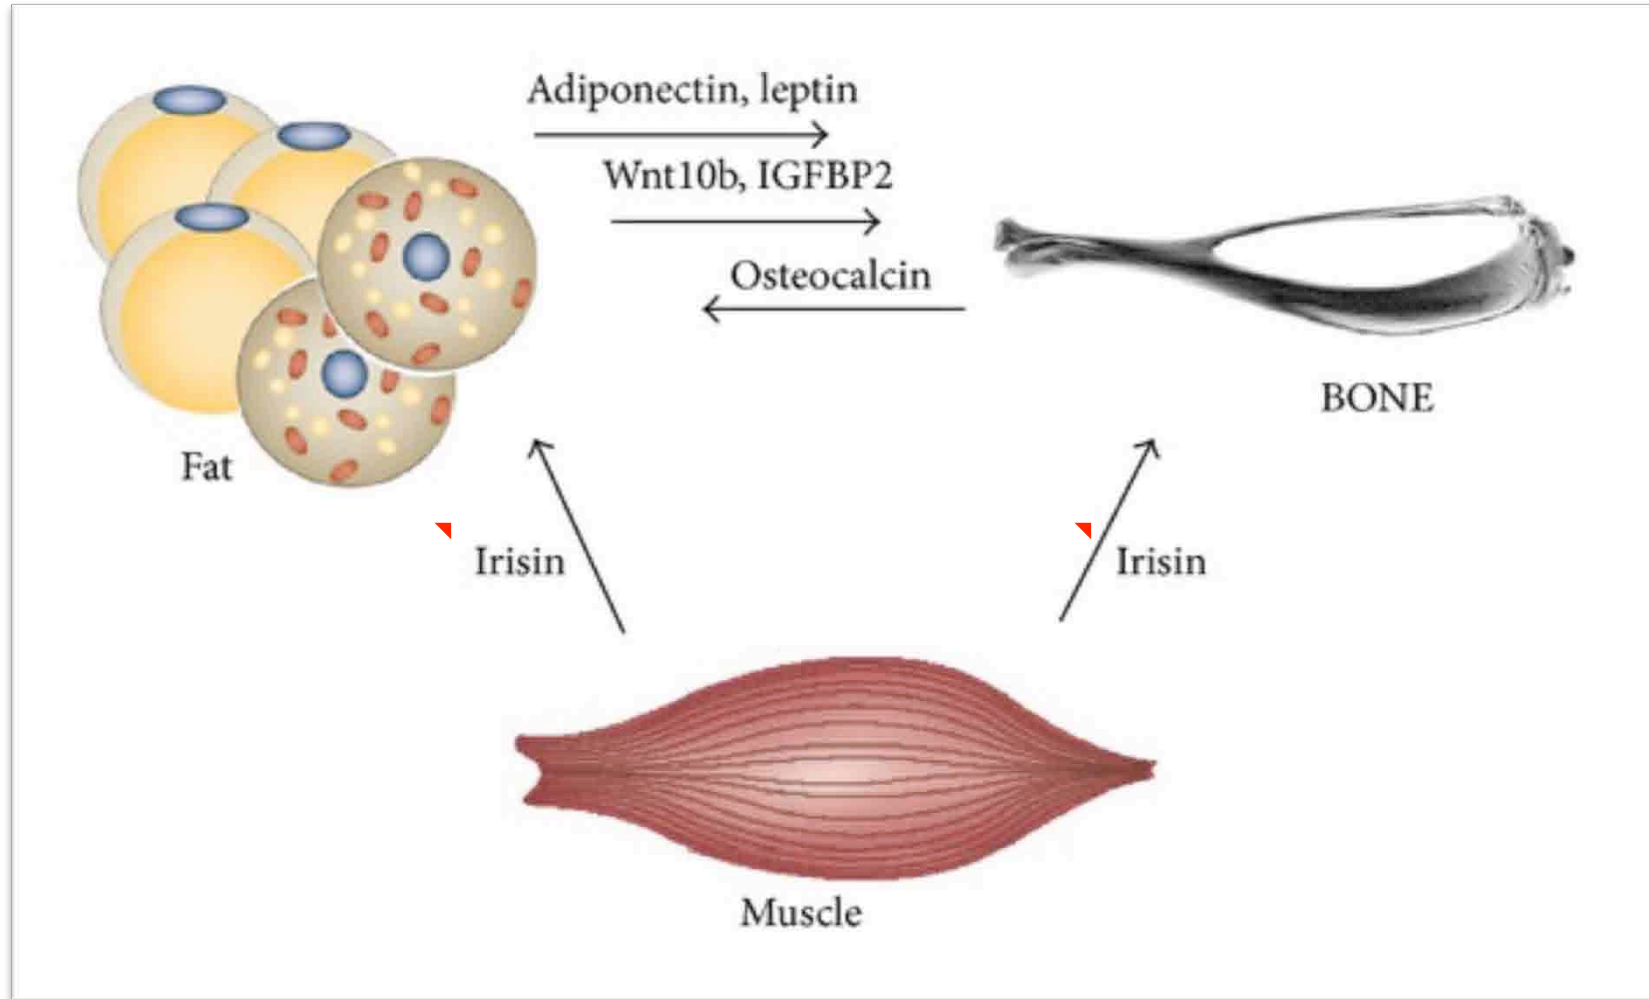 Adiponectin, leptin
Wnt10b, IGFBP2
Osteocalcin
BONE
Fat
Irisin
Irisin
Muscle